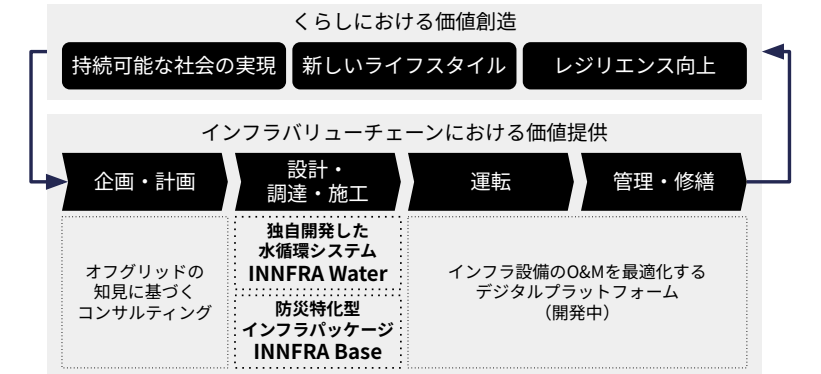 くらしにおける価値創造
持続可能な社会の実現
新しいライフスタイル
レジリエンス向上
インフラバリューチェーンにおける価値提供
企画・計画
設計・
調達・施工
運転
管理・修繕
オフグリッドの
知見に基づく
コンサルティング
独自開発した
水循環システム
INNFRA Water
防災特化型
インフラパッケージ
INNFRA Base
インフラ設備のO&Mを最適化する
デジタルプラットフォーム
（開発中）